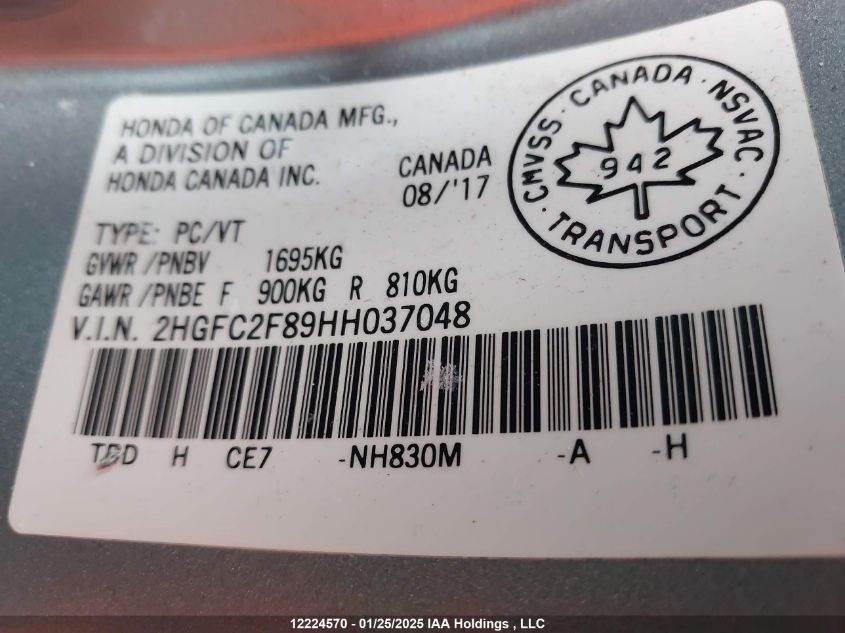 HONDA OF CANADA MFG.,
A DIVISION OF
HONDA CANADA INC.
CANADA
08/'17
CMVSS · CANADA · NSVAC · TRANSPORT ·
942
TYPE: PC/VT
GVWR/PNBV 1695KG
GAWR/PNBE F 900KG R 810KG
V.I.N. 2HGFC2F89HH037048
TBD H CE7 -NH830M -A -H
12224570 - 01/25/2025 IAA Holdings , LLC